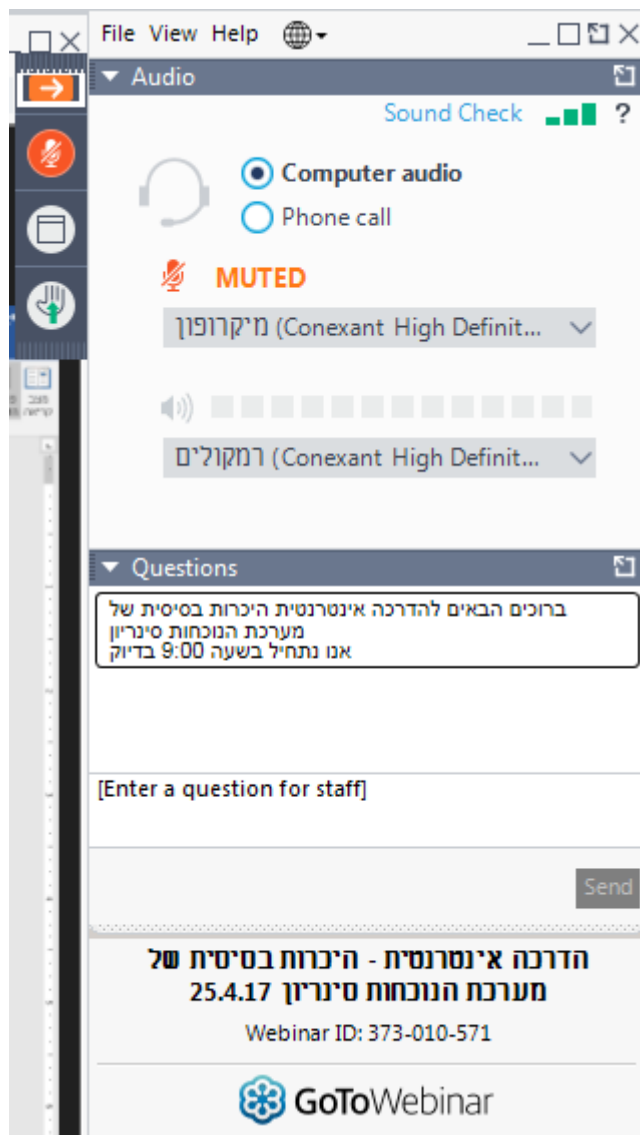 File View Help
Audio
Sound Check ?
Computer audio
Phone call
MUTED
מיקרופון (Conexant High Definit...
רמקולים (Conexant High Definit...
מצב
קריאה
Questions
ברוכים הבאים להדרכה אינטרנטית היכרות בסיסית של
מערכת הנוכחות סינריון
אנו נתחיל בשעה 9:00 בדיוק
[Enter a question for staff]
Send
הדרכה אינטרנטית - היכרות בסיסית של
מערכת הנוכחות סינריון 25.4.17
Webinar ID: 373-010-571
GoToWebinar